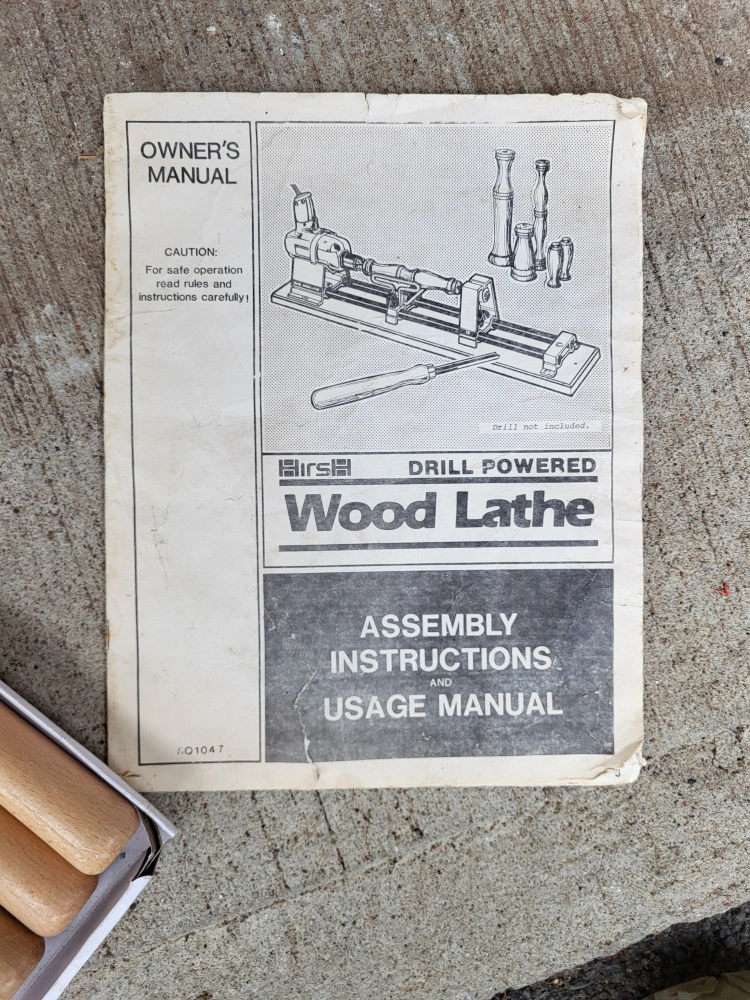 OWNER'S
MANUAL
CAUTION:
For safe operation
read rules and
instructions carefully!
Drill not included.
HIrsH
DRILL POWERED
Wood Lathe
ASSEMBLY
INSTRUCTIONS
AND
USAGE MANUAL